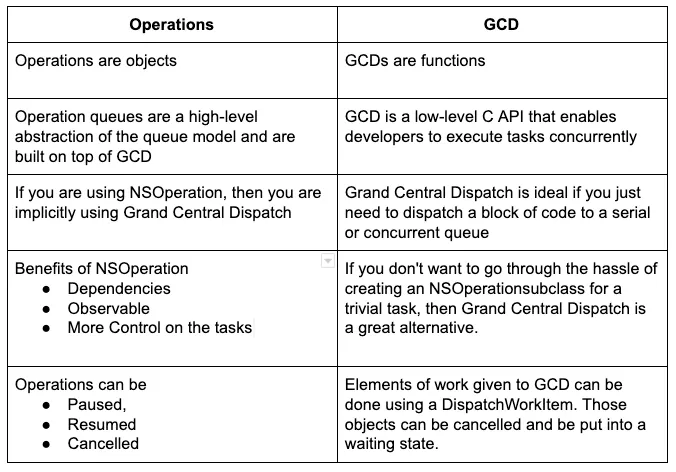 Operations
GCD
Operations are objects
GCDs are functions
Operation queues are a high-level
abstraction of the queue model and are
built on top of GCD
GCD is a low-level C API that enables
developers to execute tasks concurrently
If you are using NSOperation, then you are
implicitly using Grand Central Dispatch
Grand Central Dispatch is ideal if you just
need to dispatch a block of code to a serial
or concurrent queue
Benefits of NSOperation
● Dependencies
● Observable
● More Control on the tasks
If you don't want to go through the hassle of
creating an NSOperationsubclass for a
trivial task, then Grand Central Dispatch is
a great alternative.
Operations can be
● Paused,
● Resumed
● Cancelled
Elements of work given to GCD can be
done using a DispatchWorkItem. Those
objects can be cancelled and be put into a
waiting state.